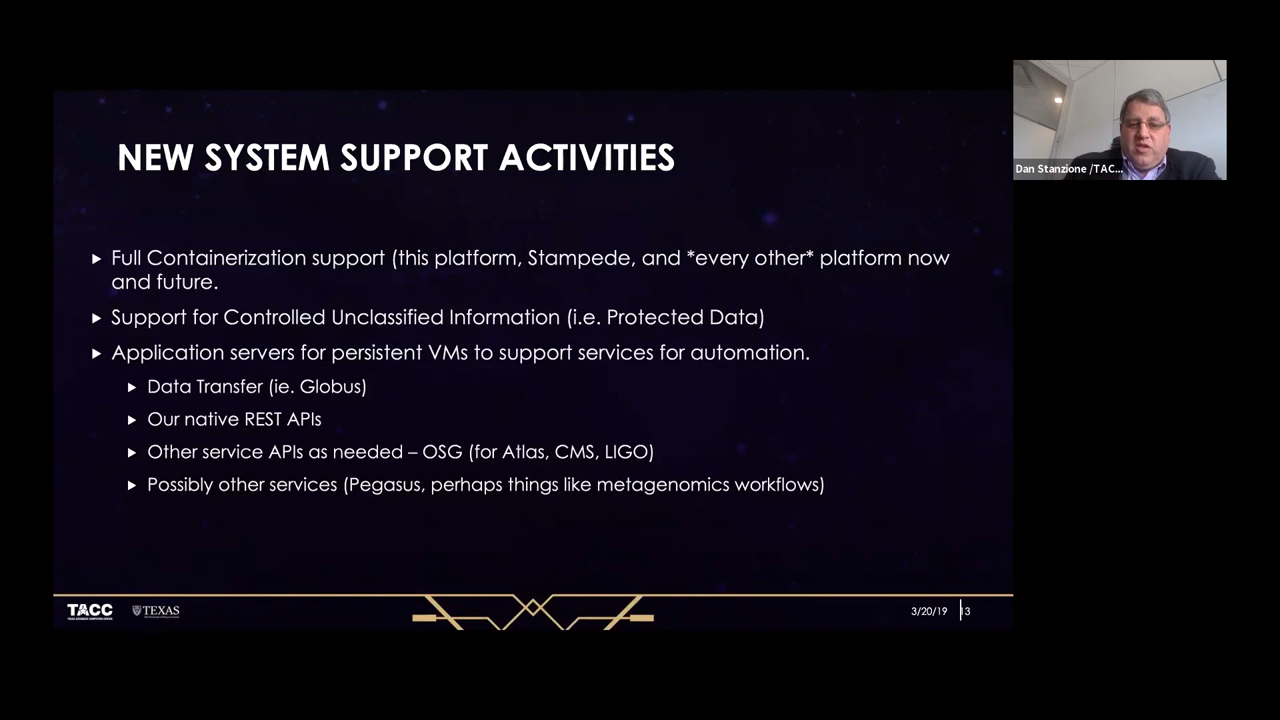 NEW SYSTEM SUPPORT ACTIVITIES
Full Containerization support (this platform, Stampede, and *every other* platform now
and future.
Support for Controlled Unclassified Information (i.e. Protected Data)
Application servers for persistent VMs to support services for automation.
Data Transfer (ie. Globus)
Our native REST APIs
Other service APIs as needed – OSG (for Atlas, CMS, LIGO)
Possibly other services (Pegasus, perhaps things like metagenomics workflows)
Dan Stanzione /TAC...
TACC
TEXAS
3/20/19
13